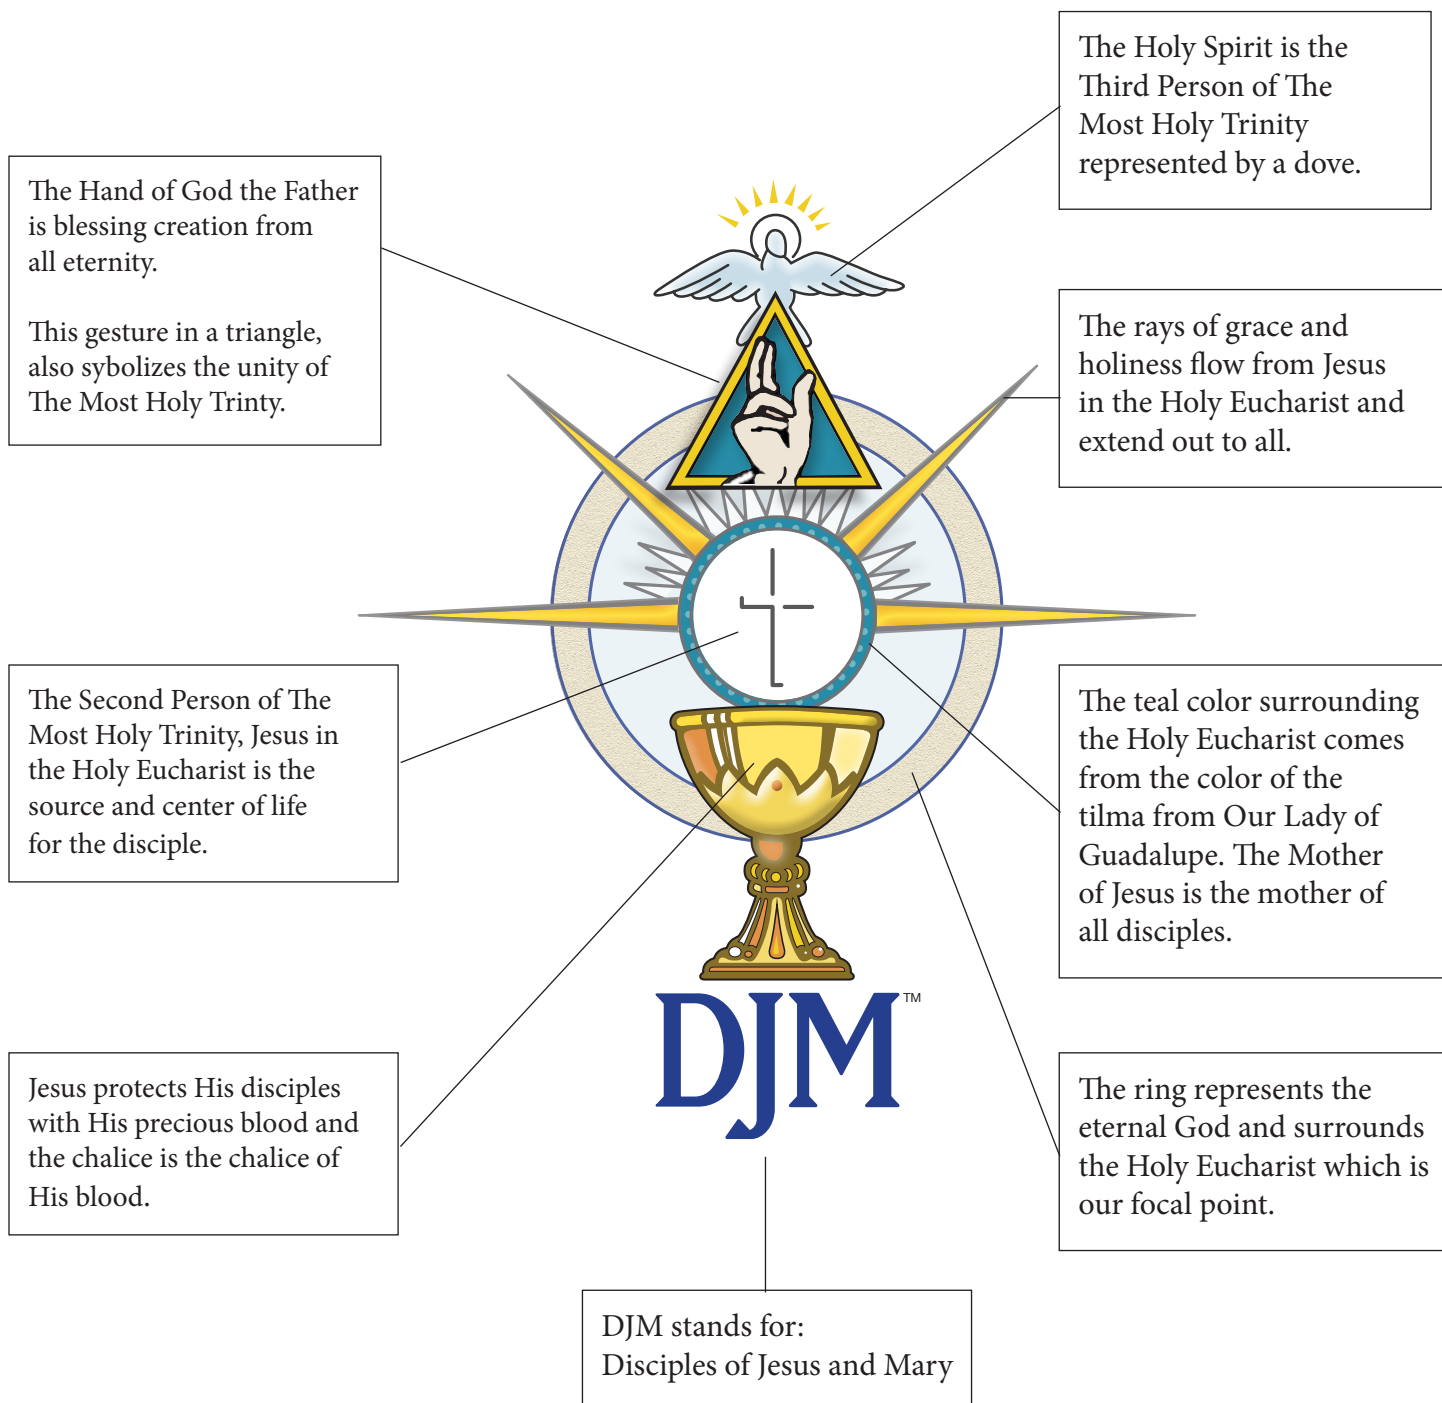 The Holy Spirit is the
Third Person of The
Most Holy Trinity
represented by a dove.
The Hand of God the Father
is blessing creation from
all eternity.
This gesture in a triangle,
also sybolizes the unity of
The Most Holy Trinty.
The rays of grace and
holiness flow from Jesus
in the Holy Eucharist and
extend out to all.
The Second Person of The
Most Holy Trinity, Jesus in
the Holy Eucharist is the
source and center of life
for the disciple.
The teal color surrounding
the Holy Eucharist comes
from the color of the
tilma from Our Lady of
Guadalupe. The Mother
of Jesus is the mother of
all disciples.
DJM™
Jesus protects His disciples
with His precious blood and
the chalice is the chalice of
His blood.
The ring represents the
eternal God and surrounds
the Holy Eucharist which is
our focal point.
DJM stands for:
Disciples of Jesus and Mary